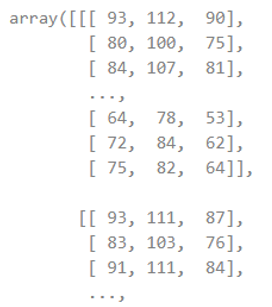 array([[[ 93, 112,  90],
        [ 80, 100,  75],
        [ 84, 107,  81],
        ...,
        [ 64,  78,  53],
        [ 72,  84,  62],
        [ 75,  82,  64]],

       [[ 93, 111,  87],
        [ 83, 103,  76],
        [ 91, 111,  84],
        ...,